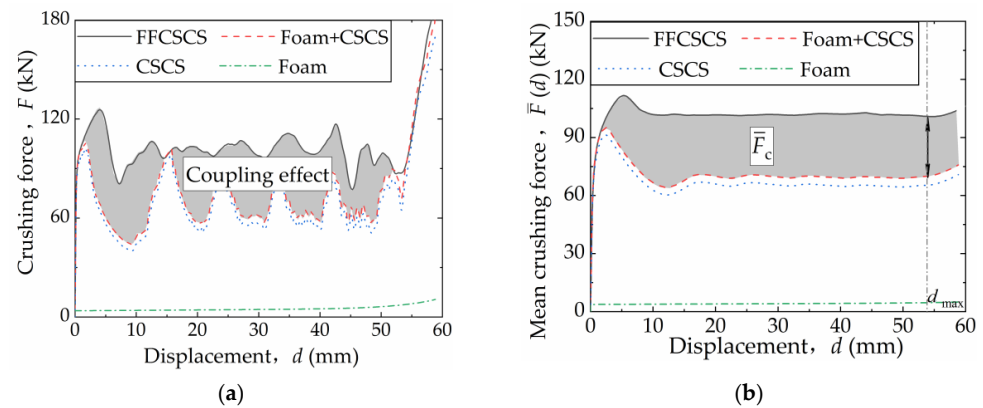 180
120
60
0
Crushing force，F (kN)
FFCSCS
Foam+CSCS
CSCS
Foam
Coupling effect
0 10 20 30 40 50 60
Displacement，d (mm)
(a)
150
120
90
60
30
0
Mean crushing force，F̅(d) (kN)
FFCSCS
Foam+CSCS
CSCS
Foam
F̅c
dmax
0 10 20 30 40 50 60
Displacement，d (mm)
(b)